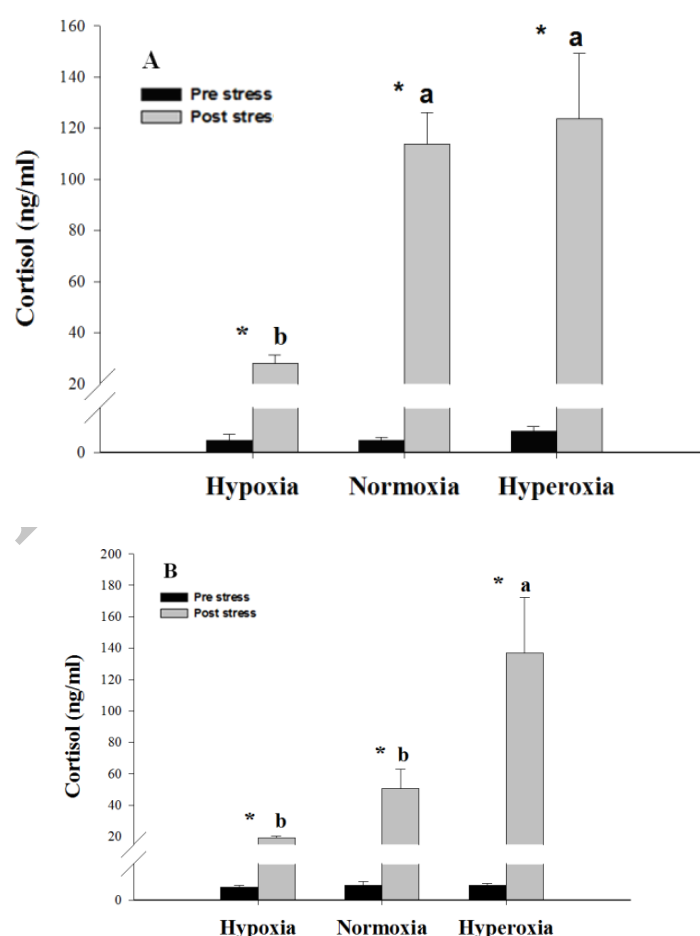 160
140
120
100
80
60
40
20
0
Cortisol (ng/ml)
A
Pre stress
Post stres
* b
* a
* a
Hypoxia Normoxia Hyperoxia
200
180
160
140
120
100
80
60
40
20
0
Cortisol (ng/ml)
B
Pre stress
Post stress
* b
* b
* a
Hypoxia Normoxia Hyperoxia